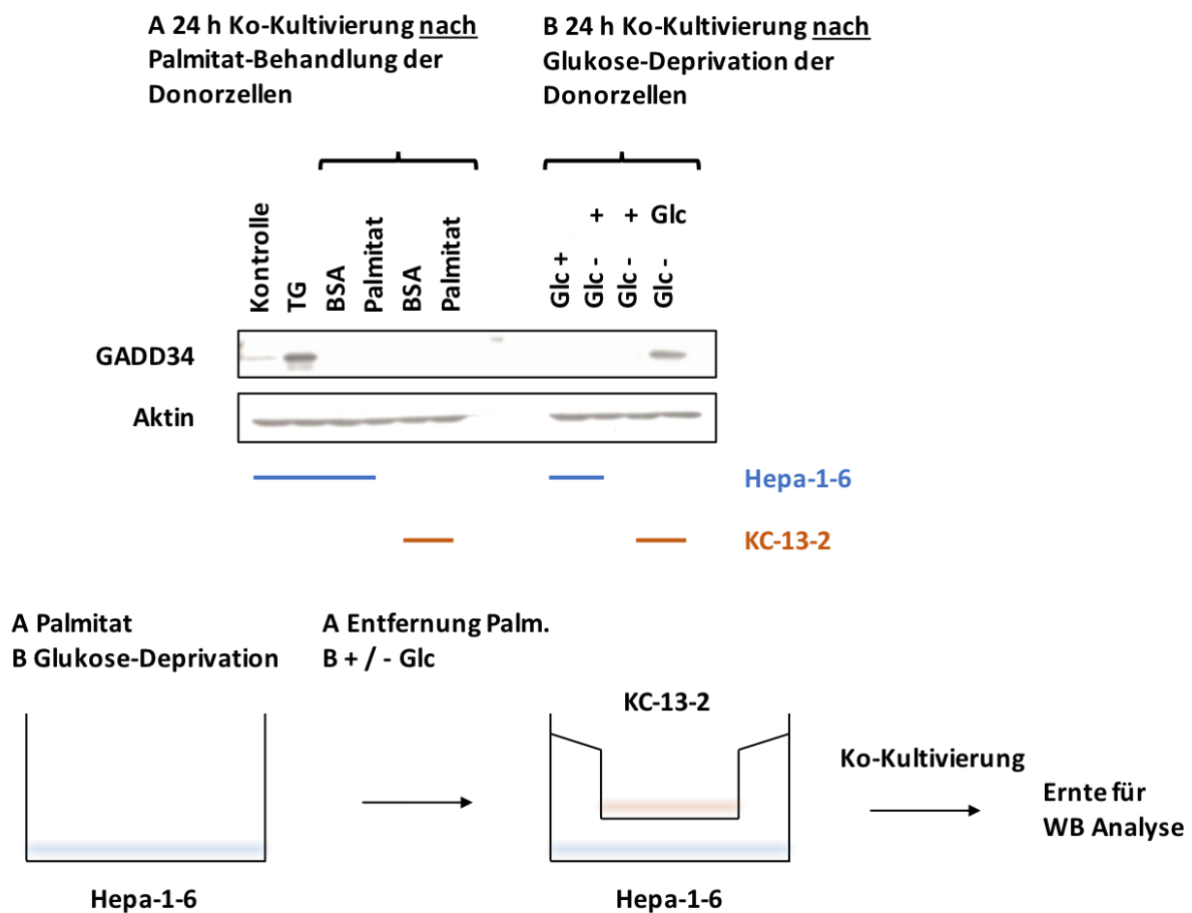 A 24 h Ko-Kultivierung nach
Palmitat-Behandlung der
Donorzellen
B 24 h Ko-Kultivierung nach
Glukose-Deprivation der
Donorzellen
+ + Glc
Kontrolle
TG
BSA
Palmitat
BSA
Palmitat
Glc +
Glc -
Glc -
Glc -
GADD34
Aktin
Hepa-1-6
KC-13-2
A Palmitat
B Glukose-Deprivation
A Entfernung Palm.
B + / - Glc
KC-13-2
Ko-Kultivierung
Ernte für
WB Analyse
Hepa-1-6
Hepa-1-6